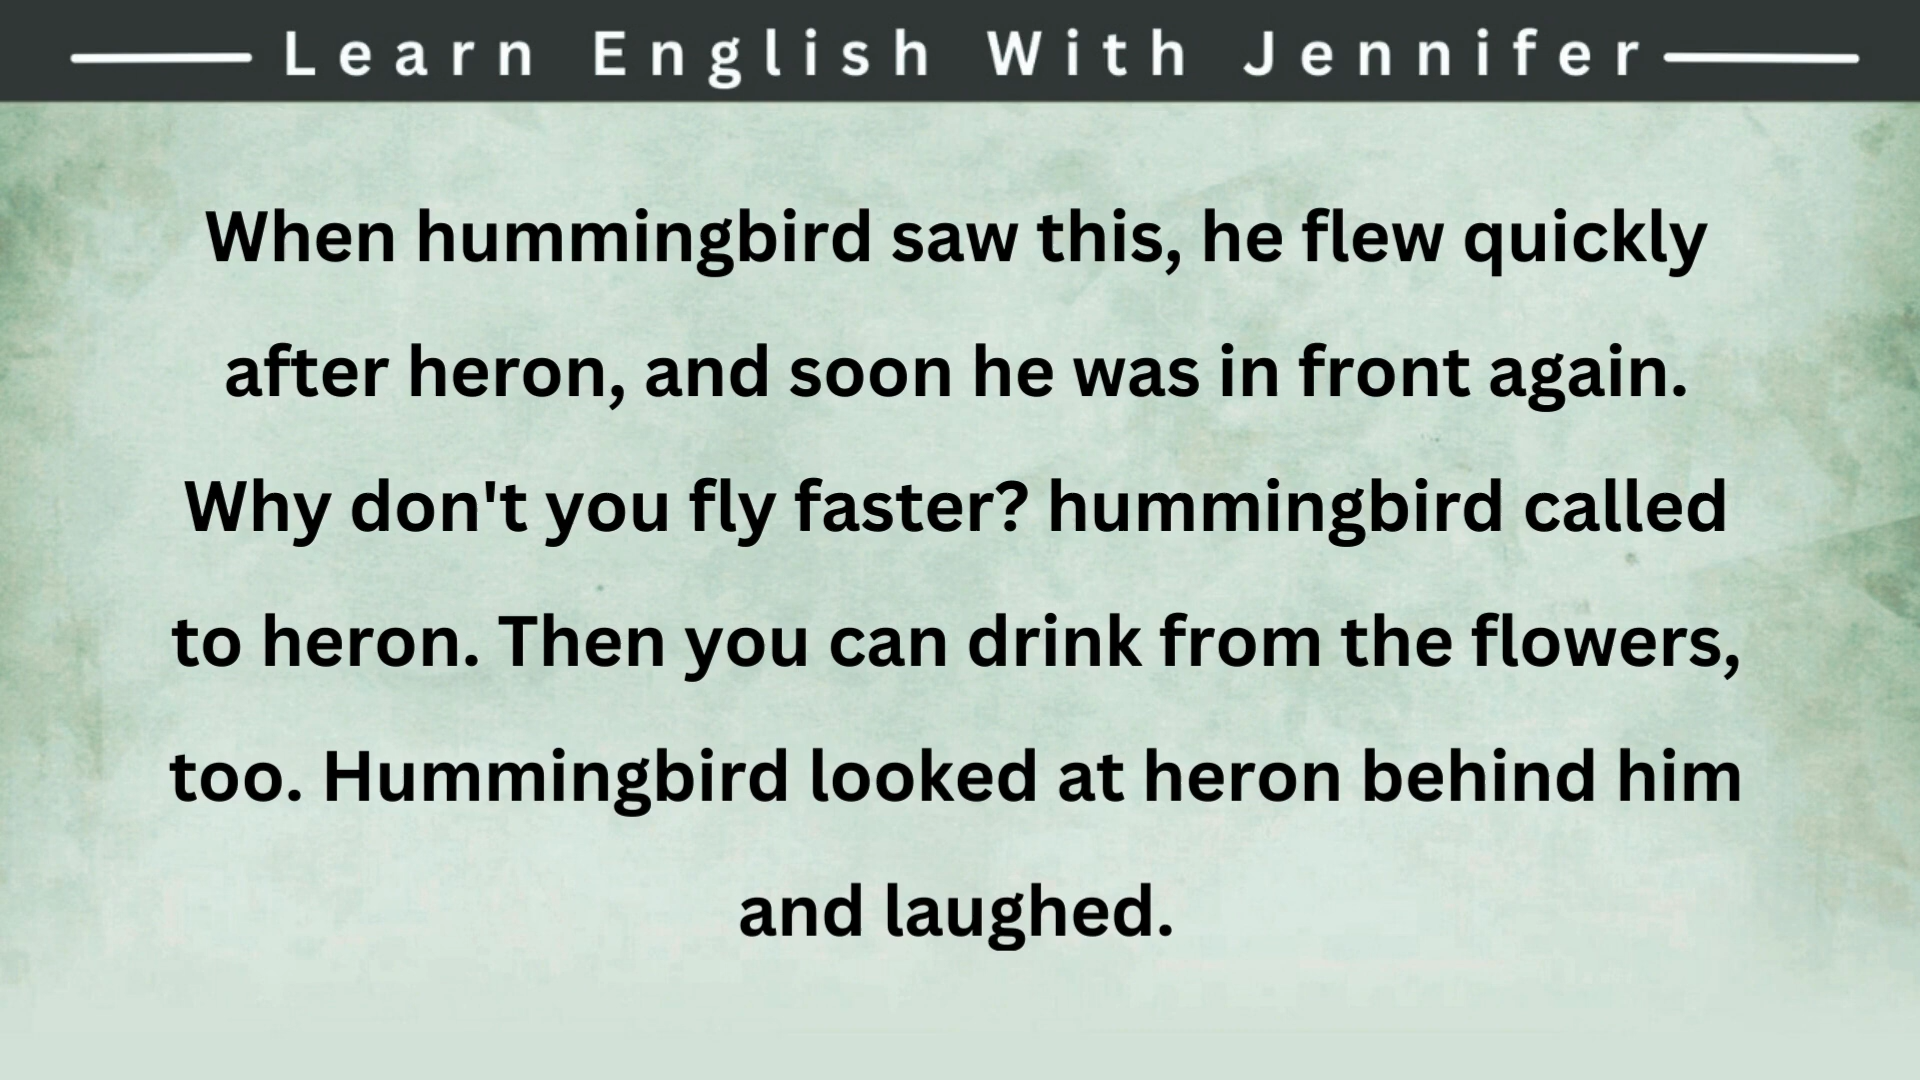 Learn English With Jennifer
When hummingbird saw this, he flew quickly
after heron, and soon he was in front again.
Why don't you fly faster? hummingbird called
to heron. Then you can drink from the flowers,
too. Hummingbird looked at heron behind him
and laughed.